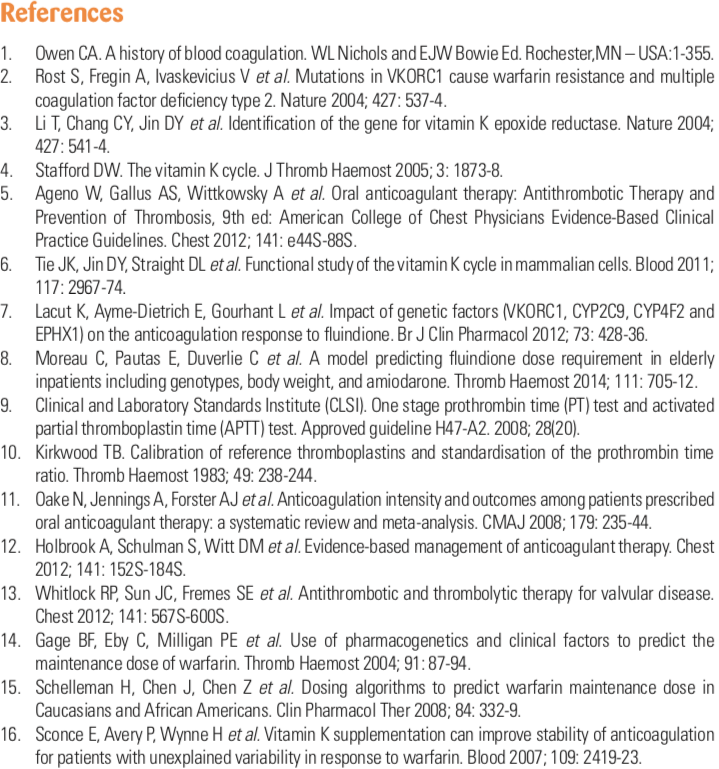 References
1. Owen CA. A history of blood coagulation. WL Nichols and EJW Bowie Ed. Rochester,MN – USA:1-355.
2. Rost S, Fregin A, Ivaskevicius V et al. Mutations in VKORC1 cause warfarin resistance and multiple
coagulation factor deficiency type 2. Nature 2004; 427: 537-4.
3. Li T, Chang CY, Jin DY et al. Identification of the gene for vitamin K epoxide reductase. Nature 2004;
427: 541-4.
4. Stafford DW. The vitamin K cycle. J Thromb Haemost 2005; 3: 1873-8.
5. Ageno W, Gallus AS, Wittkowsky A et al. Oral anticoagulant therapy: Antithrombotic Therapy and
Prevention of Thrombosis, 9th ed: American College of Chest Physicians Evidence-Based Clinical
Practice Guidelines. Chest 2012; 141: e44S-88S.
6. Tie JK, Jin DY, Straight DL et al. Functional study of the vitamin K cycle in mammalian cells. Blood 2011;
117: 2967-74.
7. Lacut K, Ayme-Dietrich E, Gourhant L et al. Impact of genetic factors (VKORC1, CYP2C9, CYP4F2 and
EPHX1) on the anticoagulation response to fluindione. Br J Clin Pharmacol 2012; 73: 428-36.
8. Moreau C, Pautas E, Duverlie C et al. A model predicting fluindione dose requirement in elderly
inpatients including genotypes, body weight, and amiodarone. Thromb Haemost 2014; 111: 705-12.
9. Clinical and Laboratory Standards Institute (CLSI). One stage prothrombin time (PT) test and activated
partial thromboplastin time (APTT) test. Approved guideline H47-A2. 2008; 28(20).
10. Kirkwood TB. Calibration of reference thromboplastins and standardisation of the prothrombin time
ratio. Thromb Haemost 1983; 49: 238-244.
11. Oake N, Jennings A, Forster AJ et al. Anticoagulation intensity and outcomes among patients prescribed
oral anticoagulant therapy: a systematic review and meta-analysis. CMAJ 2008; 179: 235-44.
12. Holbrook A, Schulman S, Witt DM et al. Evidence-based management of anticoagulant therapy. Chest
2012; 141: 152S-184S.
13. Whitlock RP, Sun JC, Fremes SE et al. Antithrombotic and thrombolytic therapy for valvular disease.
Chest 2012; 141: 567S-600S.
14. Gage BF, Eby C, Milligan PE et al. Use of pharmacogenetics and clinical factors to predict the
maintenance dose of warfarin. Thromb Haemost 2004; 91: 87-94.
15. Schelleman H, Chen J, Chen Z et al. Dosing algorithms to predict warfarin maintenance dose in
Caucasians and African Americans. Clin Pharmacol Ther 2008; 84: 332-9.
16. Sconce E, Avery P, Wynne H et al. Vitamin K supplementation can improve stability of anticoagulation
for patients with unexplained variability in response to warfarin. Blood 2007; 109: 2419-23.